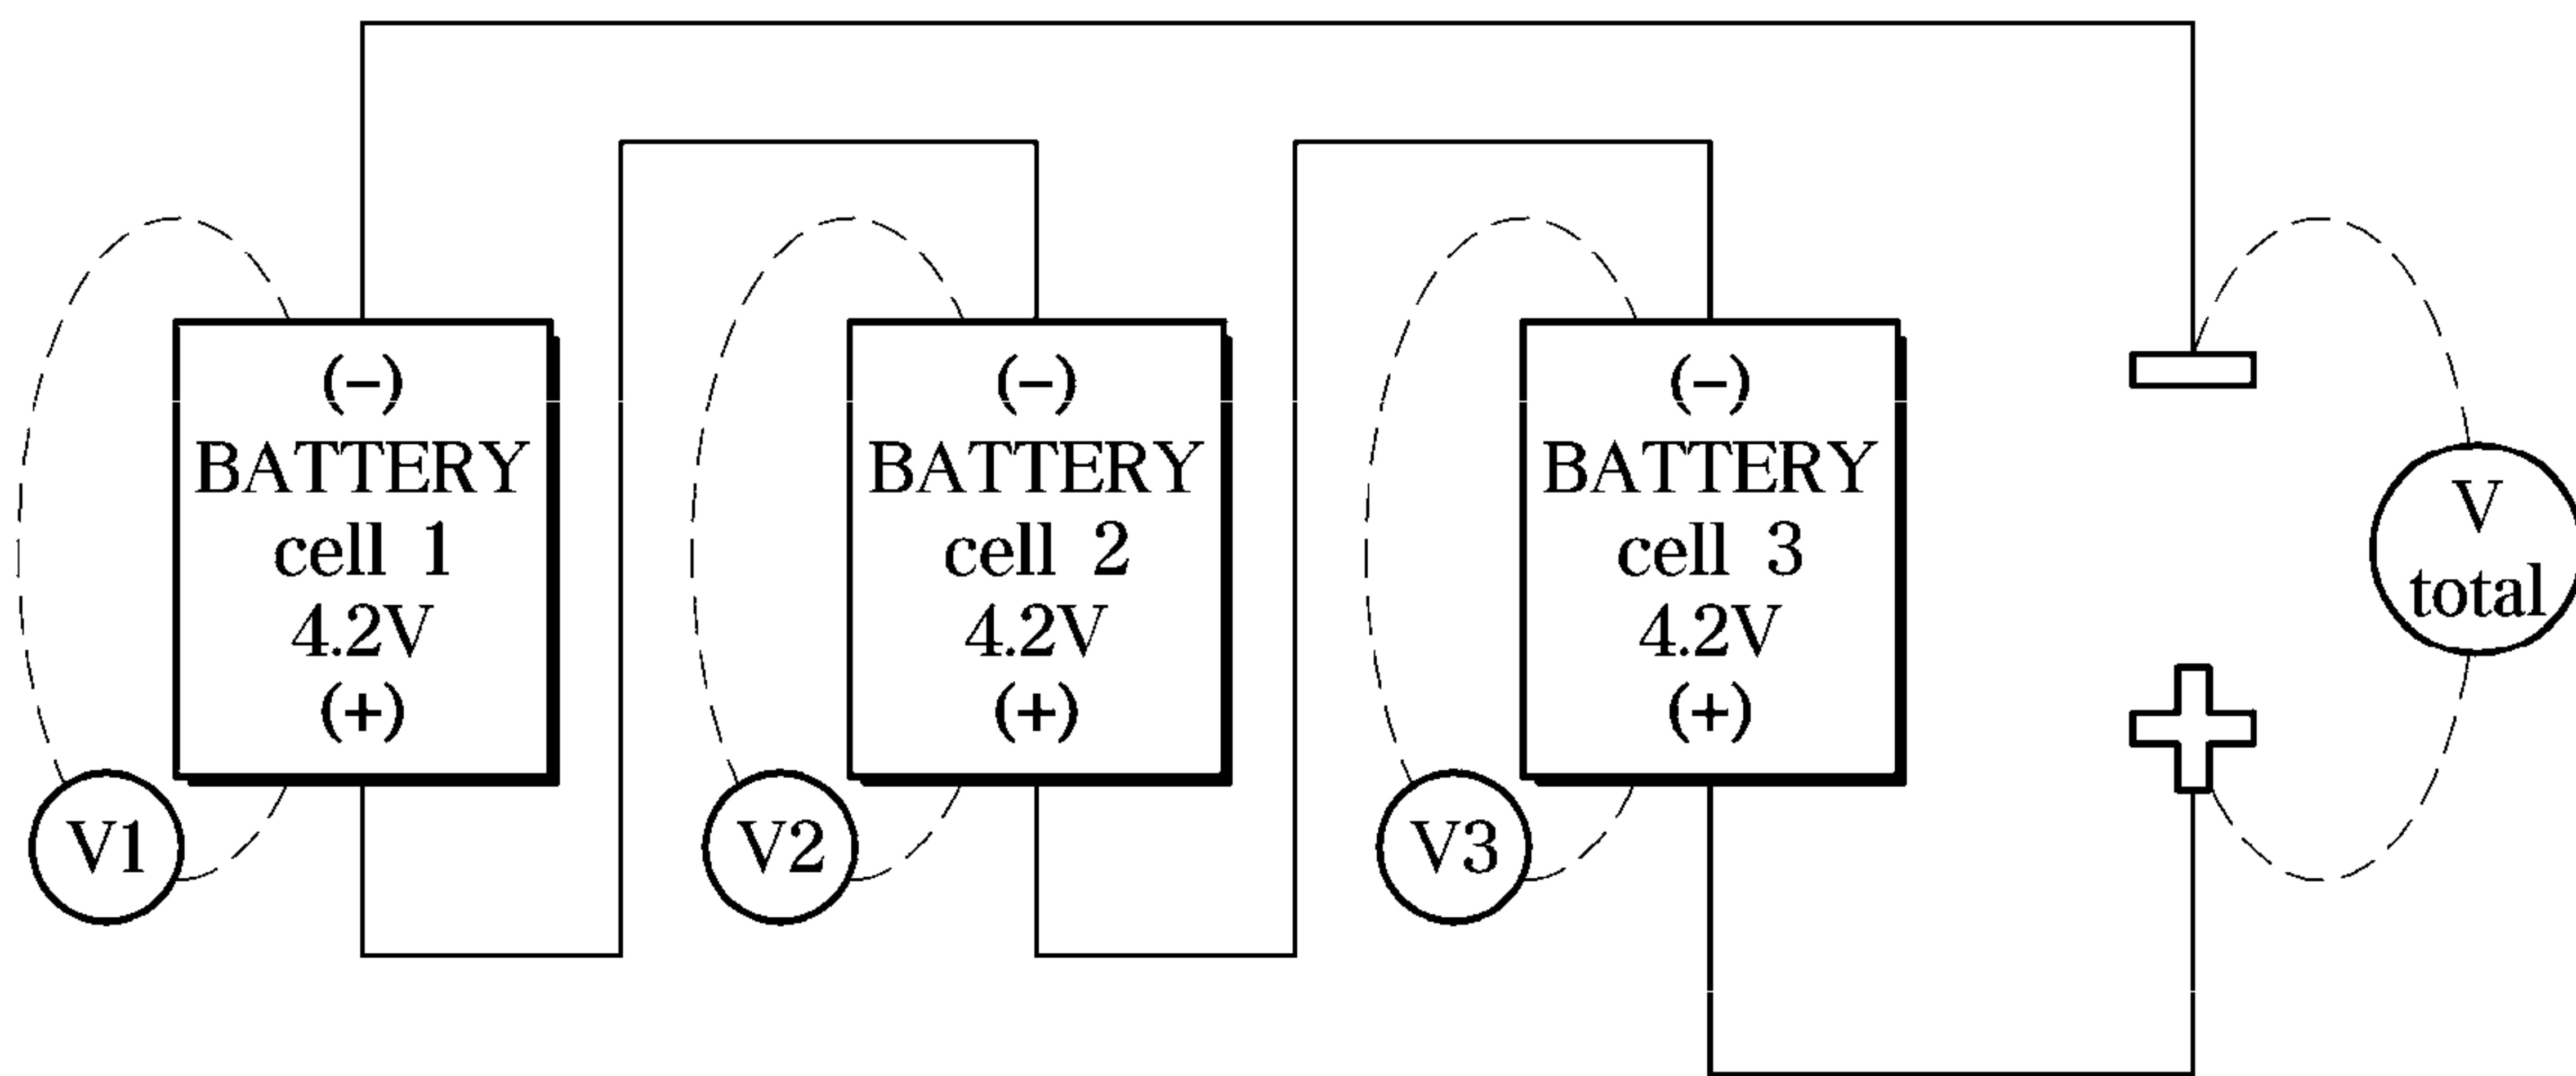 (−)
BATTERY
cell 1
4.2V
(+)
V1
(−)
BATTERY
cell 2
4.2V
(+)
V2
(−)
BATTERY
cell 3
4.2V
(+)
V3
V
total